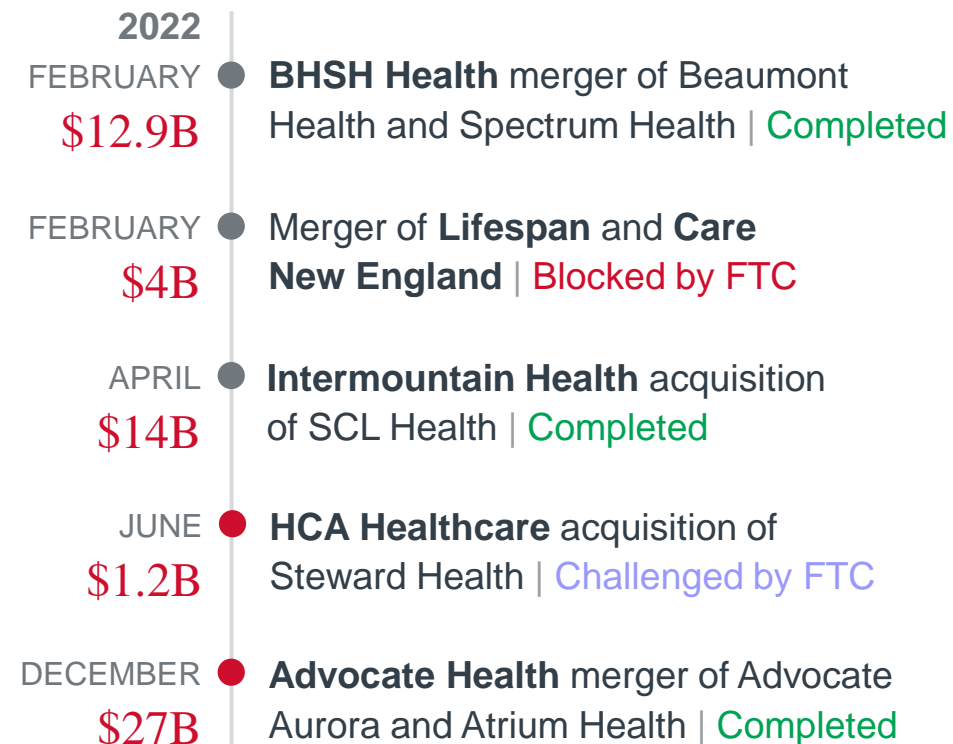 2022
FEBRUARY
$12.9B
BHSH Health merger of Beaumont
Health and Spectrum Health | Completed
FEBRUARY
$4B
Merger of Lifespan and Care
New England | Blocked by FTC
APRIL
$14B
Intermountain Health acquisition
of SCL Health | Completed
JUNE
$1.2B
HCA Healthcare acquisition of
Steward Health | Challenged by FTC
DECEMBER
$27B
Advocate Health merger of Advocate
Aurora and Atrium Health | Completed